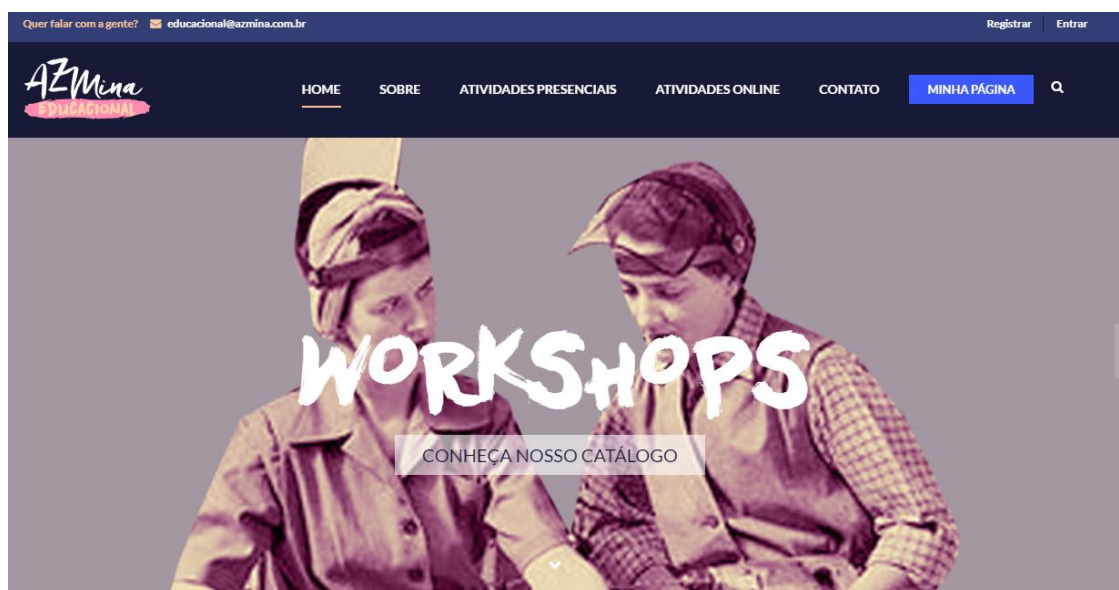 Quer falar com a gente? educacional@azmina.com.br Registrar Entrar
AZMina
EDUCACIONAL
HOME SOBRE ATIVIDADES PRESENCIAIS ATIVIDADES ONLINE CONTATO MINHA PÁGINA
WORKSHOPS
CONHEÇA NOSSO CATÁLOGO